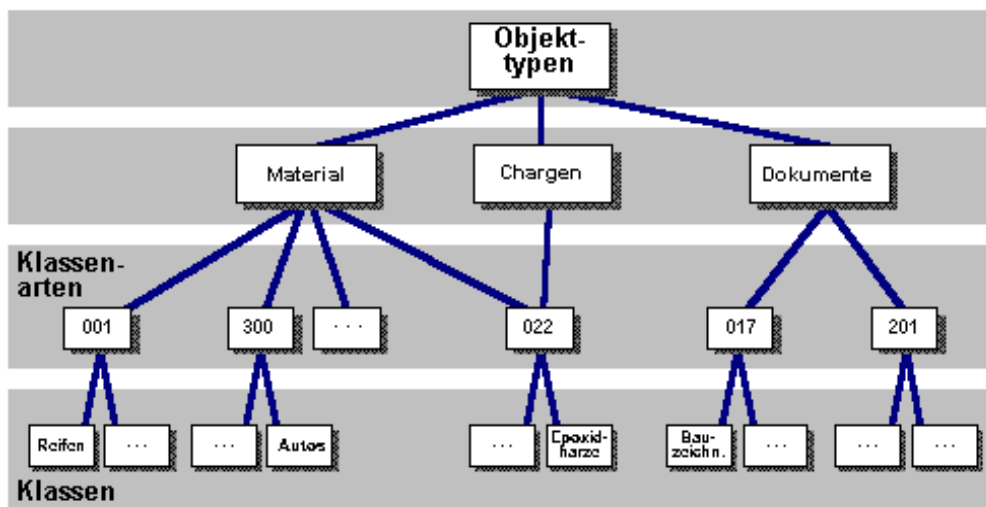 Objekt-
typen
Material
Chargen
Dokumente
Klassen-
arten
001
300
. . .
022
017
201
Reifen
. . .
. . .
Autos
. . .
Epoxid-
harze
Bau-
zeichn.
. . .
. . .
. . .
Klassen